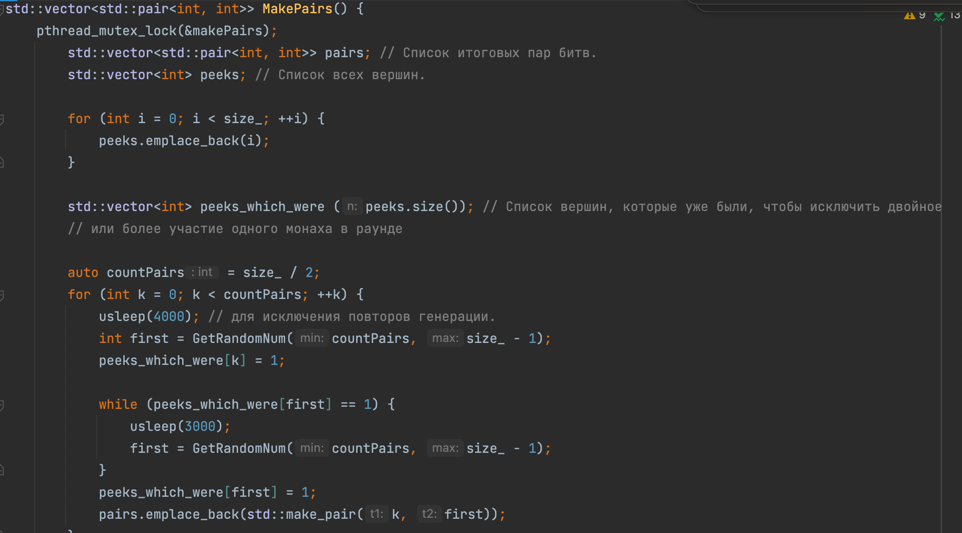 std::vector<std::pair<int, int>> MakePairs() {
9 13
pthread_mutex_lock(&makePairs);
std::vector<std::pair<int, int>> pairs; // Список итоговых пар битв.
std::vector<int> peeks; // Список всех вершин.
for (int i = 0; i < size_; ++i) {
peeks.emplace_back(i);
}
std::vector<int> peeks_which_were ( n: peeks.size()); // Список вершин, которые уже были, чтобы исключить двойное
// или более участие одного монаха в раунде
auto countPairs : int = size_ / 2;
for (int k = 0; k < countPairs; ++k) {
usleep(4000); // для исключения повторов генерации.
int first = GetRandomNum( min: countPairs, max: size_ - 1);
peeks_which_were[k] = 1;
while (peeks_which_were[first] == 1) {
usleep(3000);
first = GetRandomNum( min: countPairs, max: size_ - 1);
}
peeks_which_were[first] = 1;
pairs.emplace_back(std::make_pair( t1: k, t2: first));
}